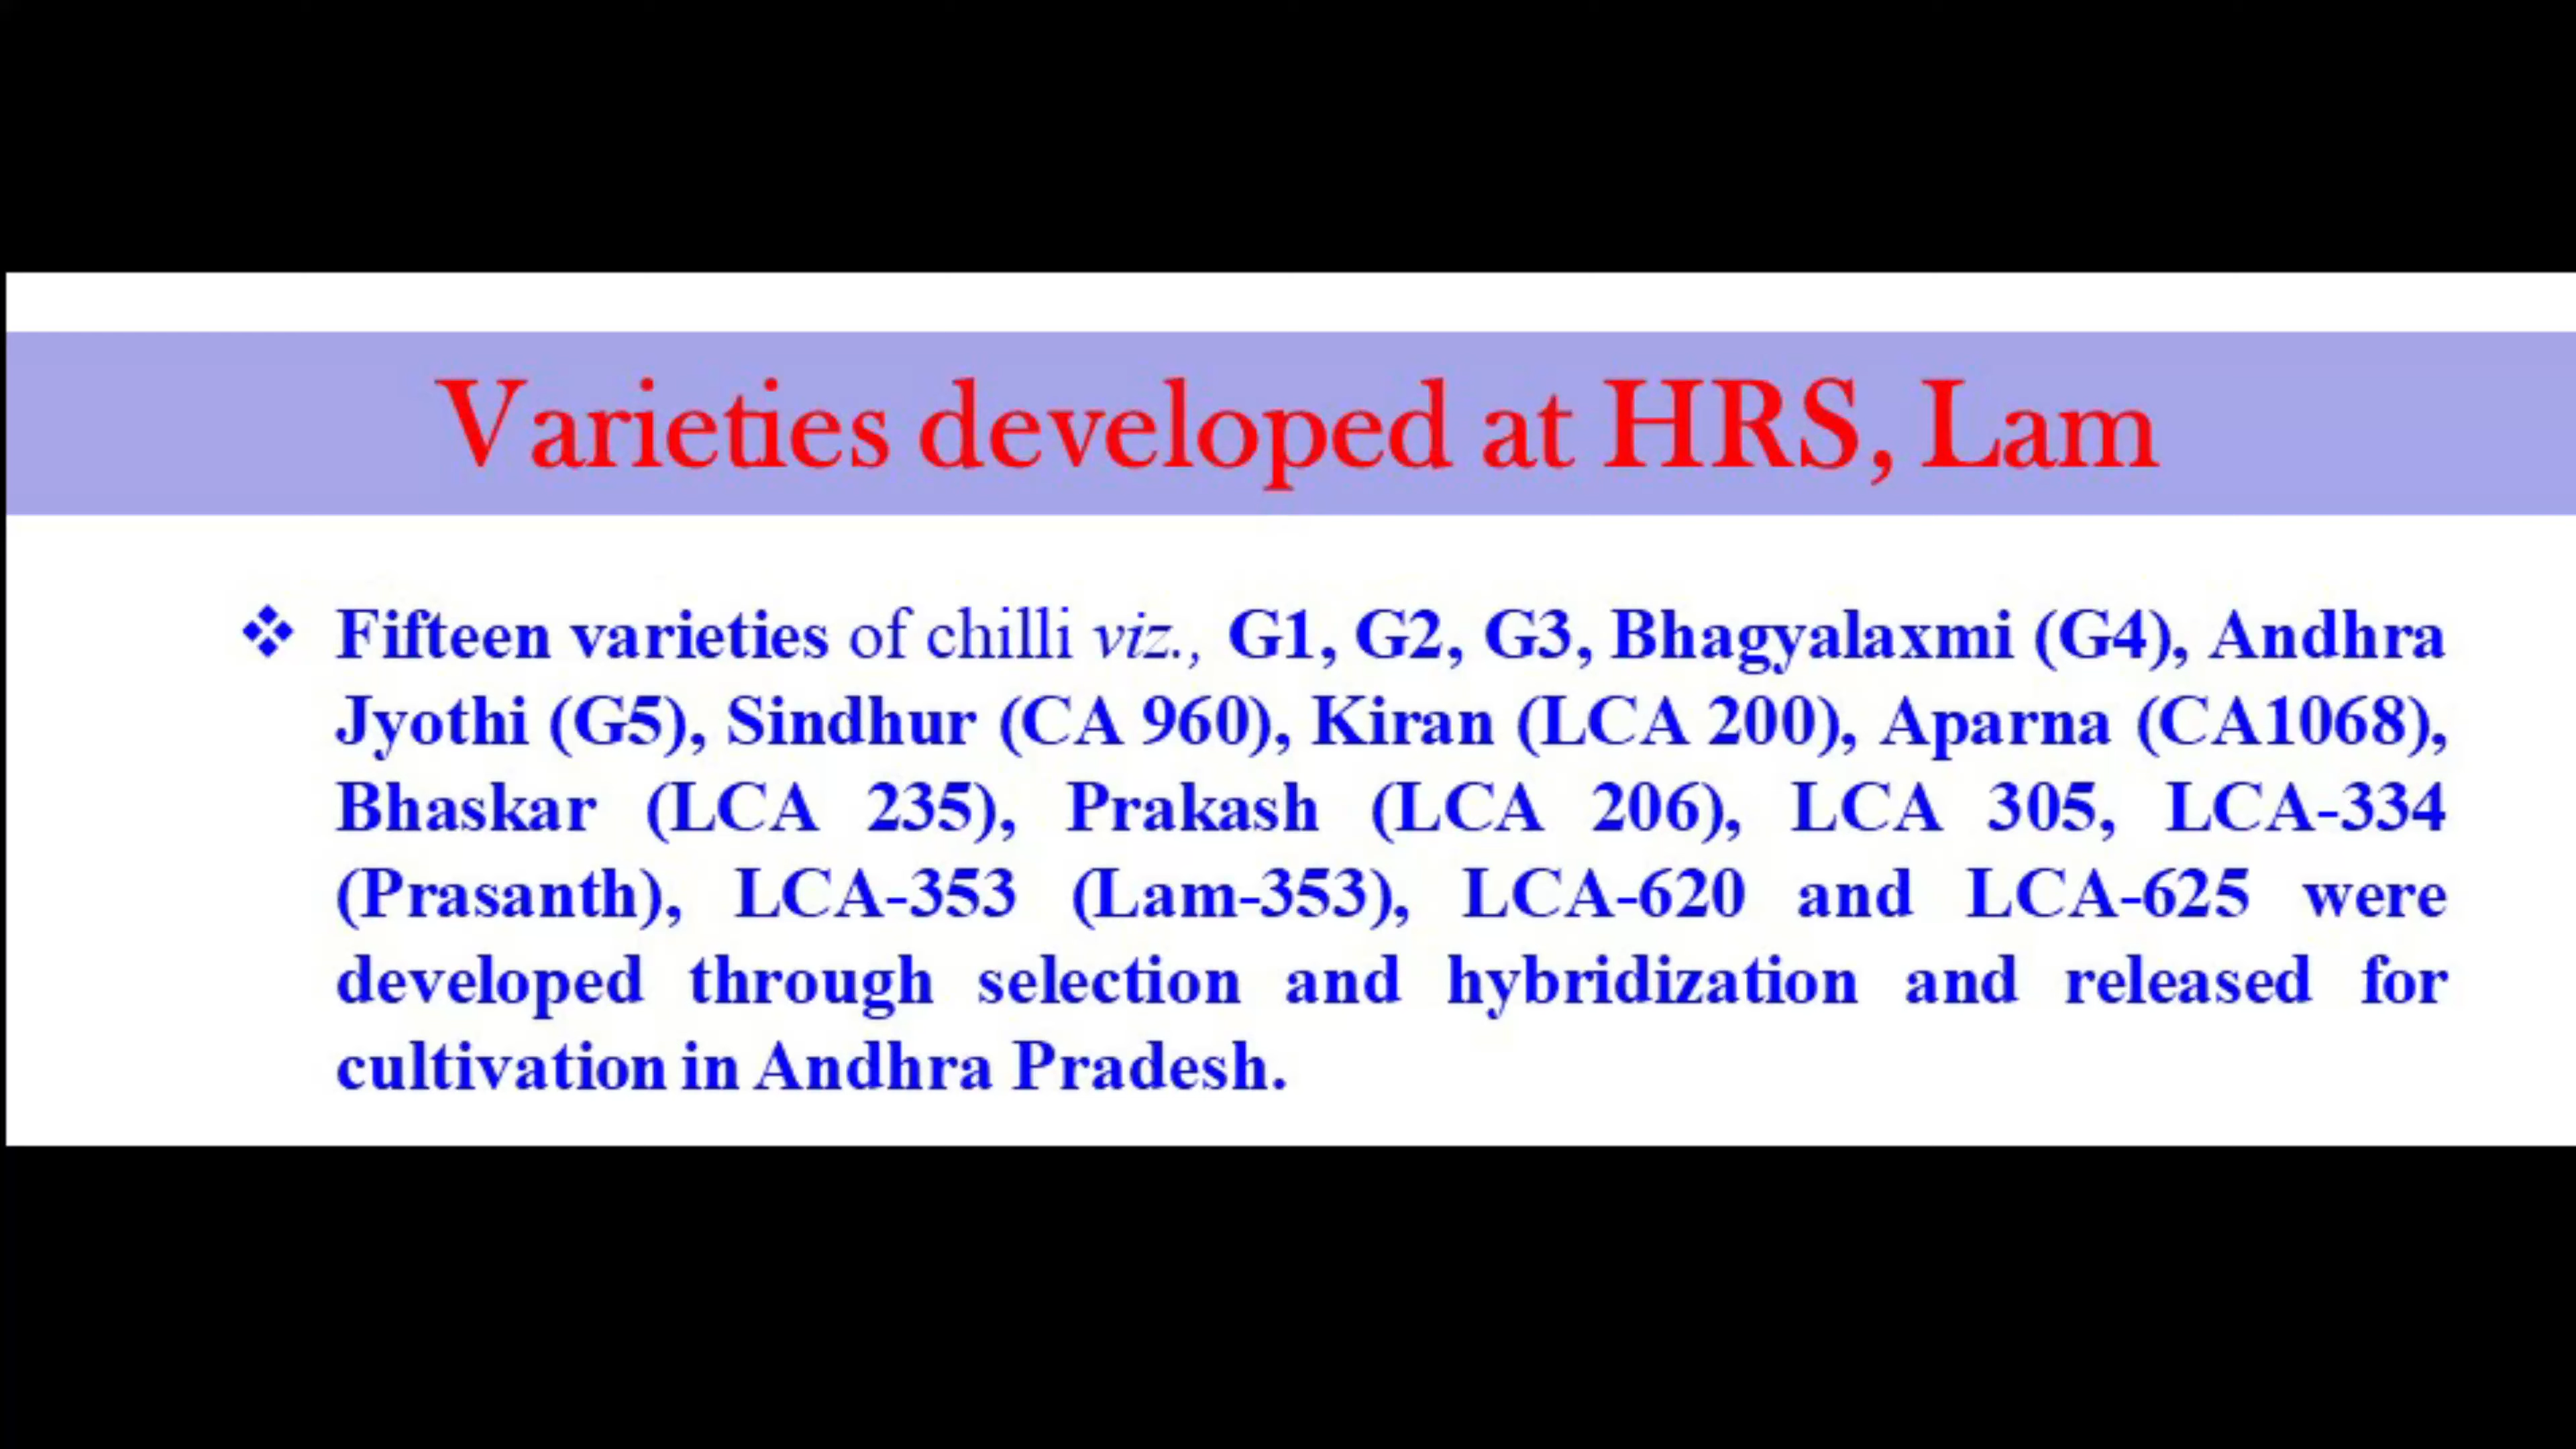 Varieties developed at HRS, Lam
❖ Fifteen varieties of chilli viz., G1, G2, G3, Bhagyalaxmi (G4), Andhra
Jyothi (G5), Sindhur (CA 960), Kiran (LCA 200), Aparna (CA1068),
Bhaskar (LCA 235), Prakash (LCA 206), LCA 305, LCA-334
(Prasanth), LCA-353 (Lam-353), LCA-620 and LCA-625 were
developed through selection and hybridization and released for
cultivation in Andhra Pradesh.